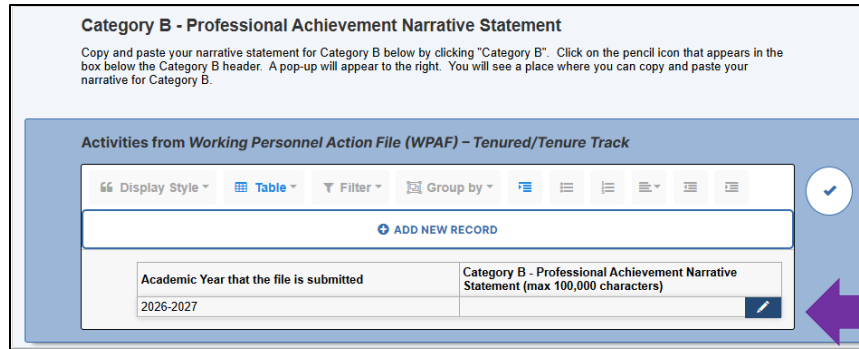 Category B - Professional Achievement Narrative Statement
Copy and paste your narrative statement for Category B below by clicking "Category B". Click on the pencil icon that appears in the
box below the Category B header. A pop-up will appear to the right. You will see a place where you can copy and paste your
narrative for Category B.
Activities from Working Personnel Action File (WPAF) – Tenured/Tenure Track
Display Style Table Filter Group by
ADD NEW RECORD
Academic Year that the file is submitted
Category B - Professional Achievement Narrative
Statement (max 100,000 characters)
2026-2027